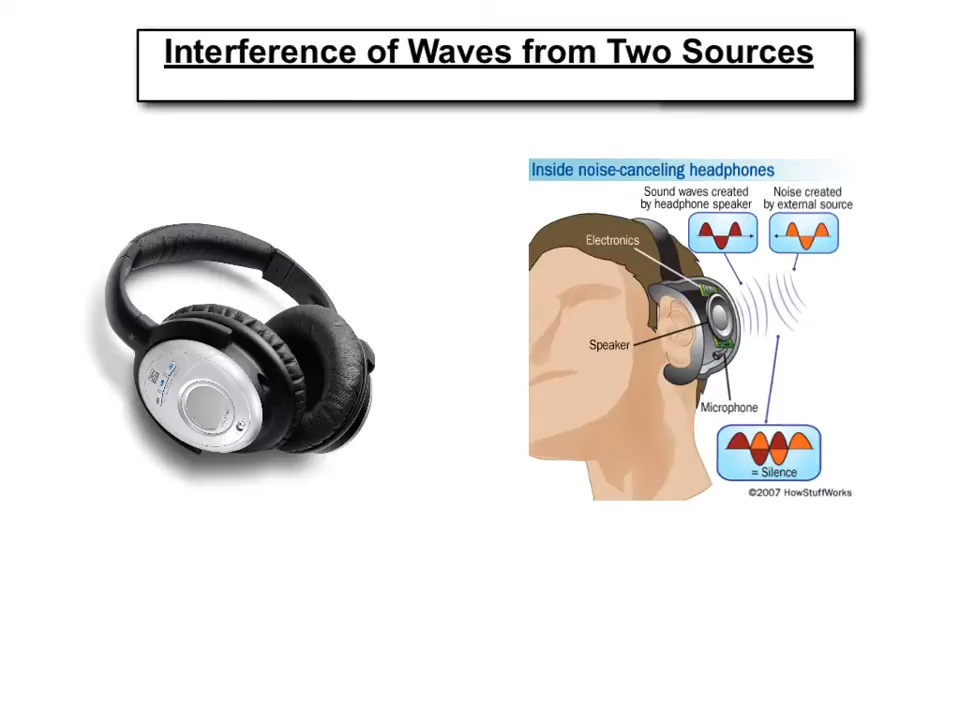 Interference of Waves from Two Sources
Inside noise-canceling headphones
Sound waves created
by headphone speaker
Noise created
by external source
Electronics
Speaker
Microphone
= Silence
©2007 HowStuffWorks